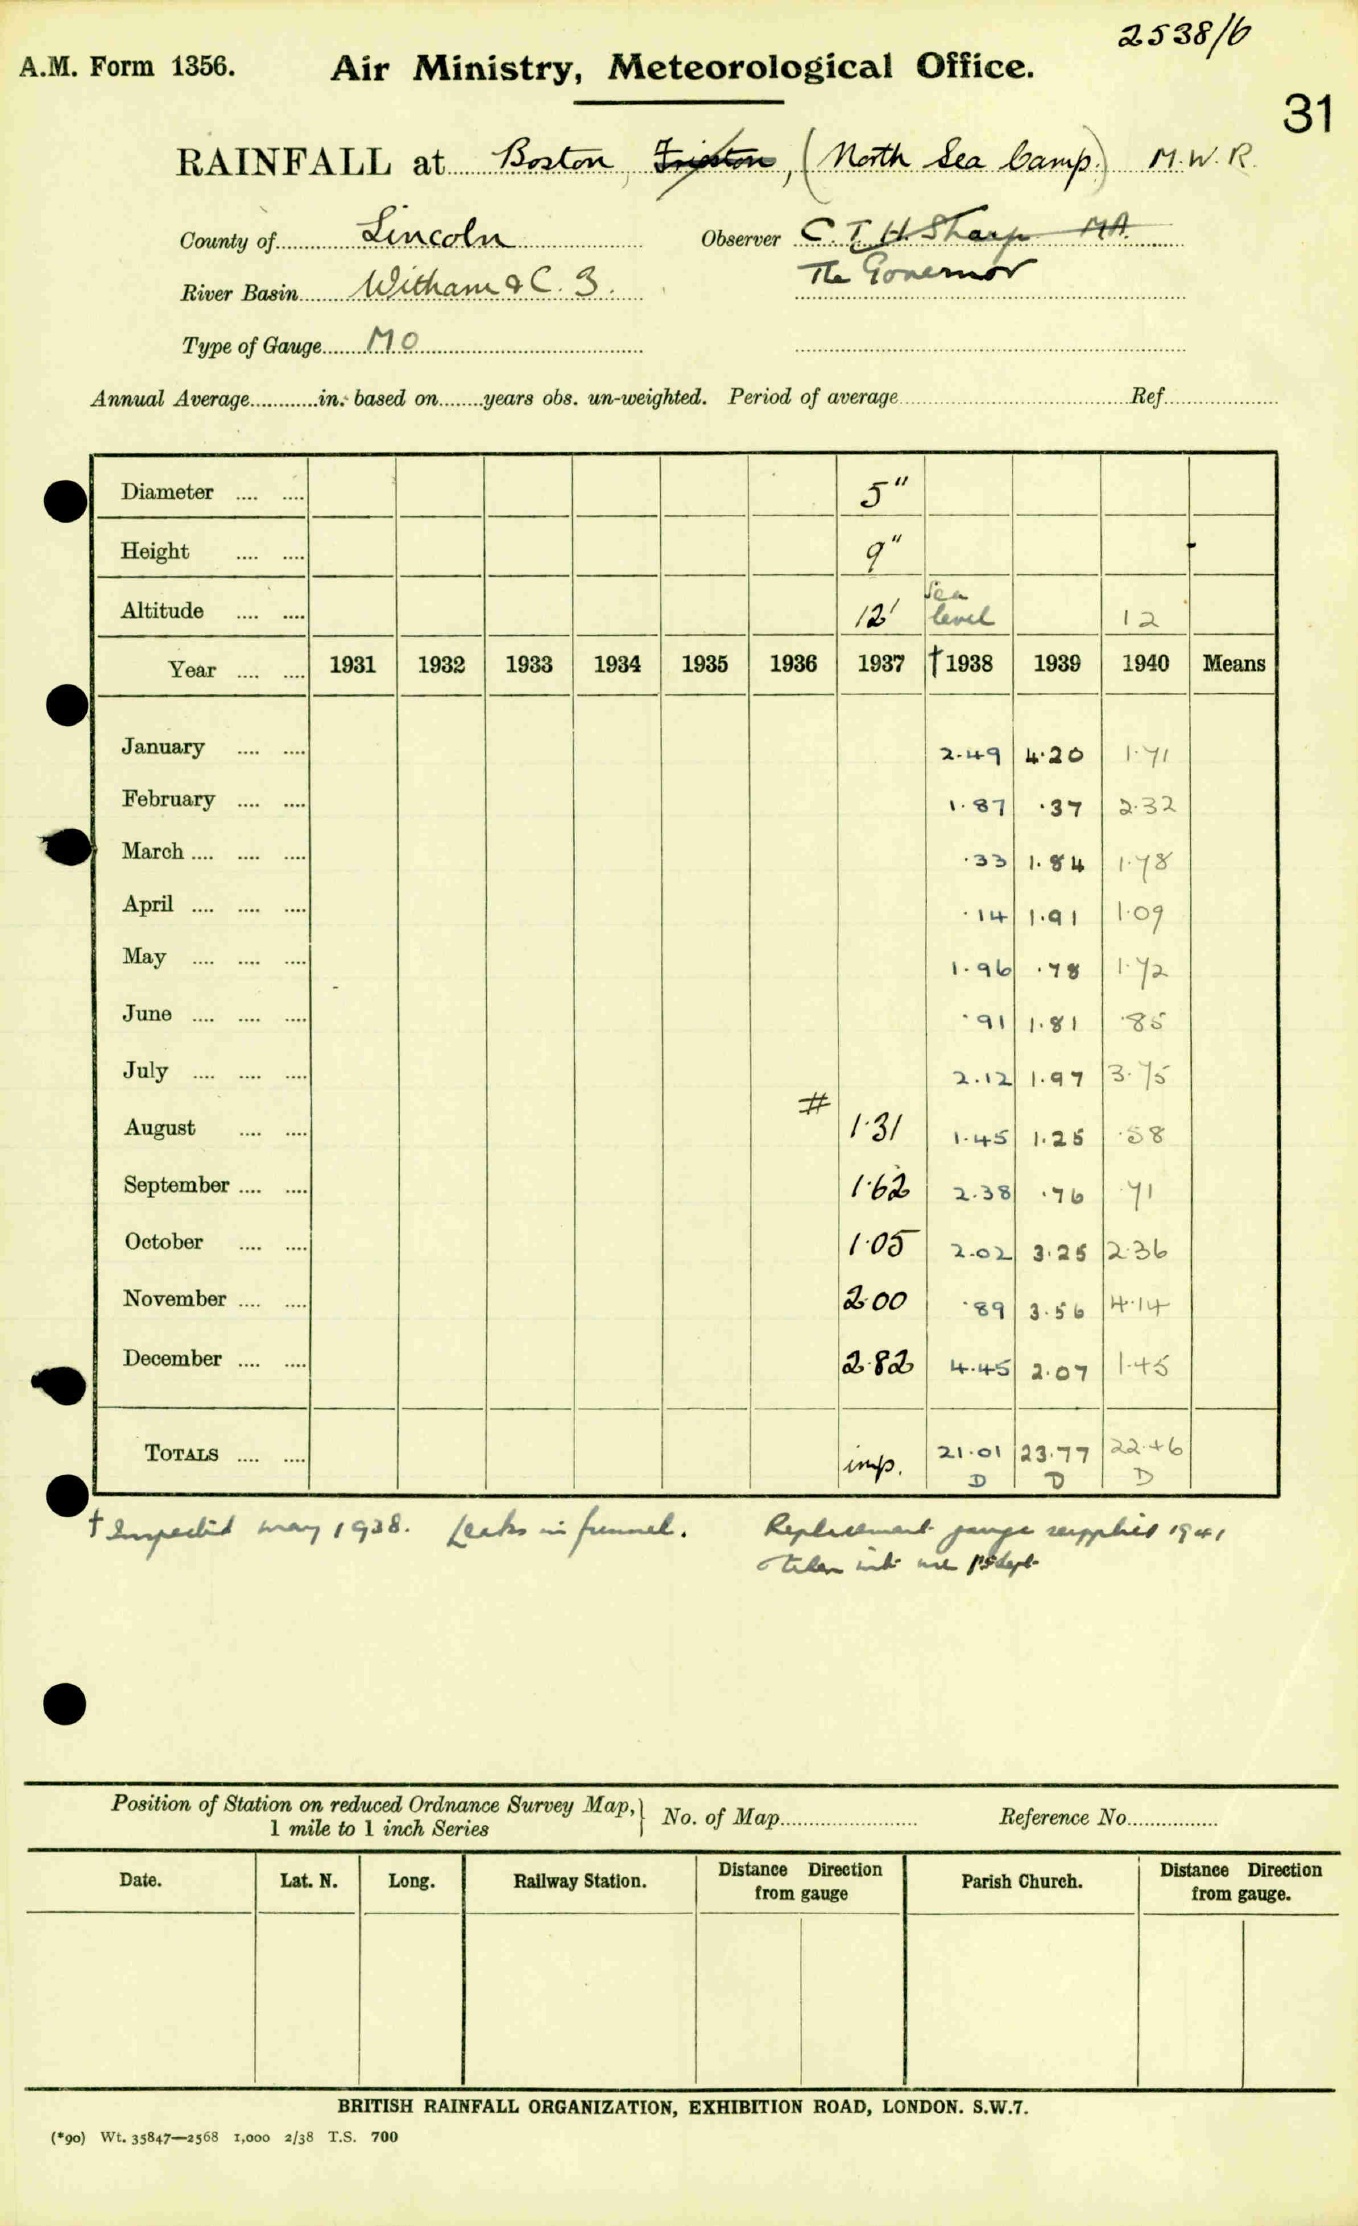 2538/6
A.M. Form 1356. Air Ministry, Meteorological Office.
31
RAINFALL at Boston, Frieston, (North Sea Camp.) M.W.R.
County of Lincoln Observer C. T. H. Sharp MA.
The Governor
River Basin Witham & C. 3.
Type of Gauge MO
Annual Average............in. based on........years obs. un-weighted. Period of average Ref.
Diameter .... .... 5"
Height .... .... 9"
Altitude .... .... 12' Sea level 12
Year .... .... 1931 1932 1933 1934 1935 1936 1937 †1938 1939 1940 Means
January .... .... 2.49 4.20 1.71
February .... .... 1.87 .37 2.32
March .... .... .... .33 1.84 1.78
April .... .... .... .14 1.91 1.09
May .... .... .... 1.96 .78 1.72
June .... .... .... .91 1.81 .85
July .... .... .... 2.12 1.97 3.75
#
August .... .... 1.31 1.45 1.25 .58
September .... .... 1.62 2.38 .76 .71
October .... .... 1.05 2.02 3.25 2.36
November .... .... 2.00 .89 3.56 4.14
December .... .... 2.82 4.45 2.07 1.45
TOTALS .... .... imp. 21.01 23.77 22.46
D D D
† Inspected May 1938. Leaks in funnel. Replacement gauge supplied 1941
Taken into use 1st Sept
Position of Station on reduced Ordnance Survey Map, 1 mile to 1 inch Series } No. of Map Reference No.
Date. Lat. N. Long. Railway Station. Distance Direction from gauge Parish Church. Distance Direction from gauge.
BRITISH RAINFALL ORGANIZATION, EXHIBITION ROAD, LONDON. S.W.7.
(*90) Wt. 35847—2568 1,000 2/38 T.S. 700